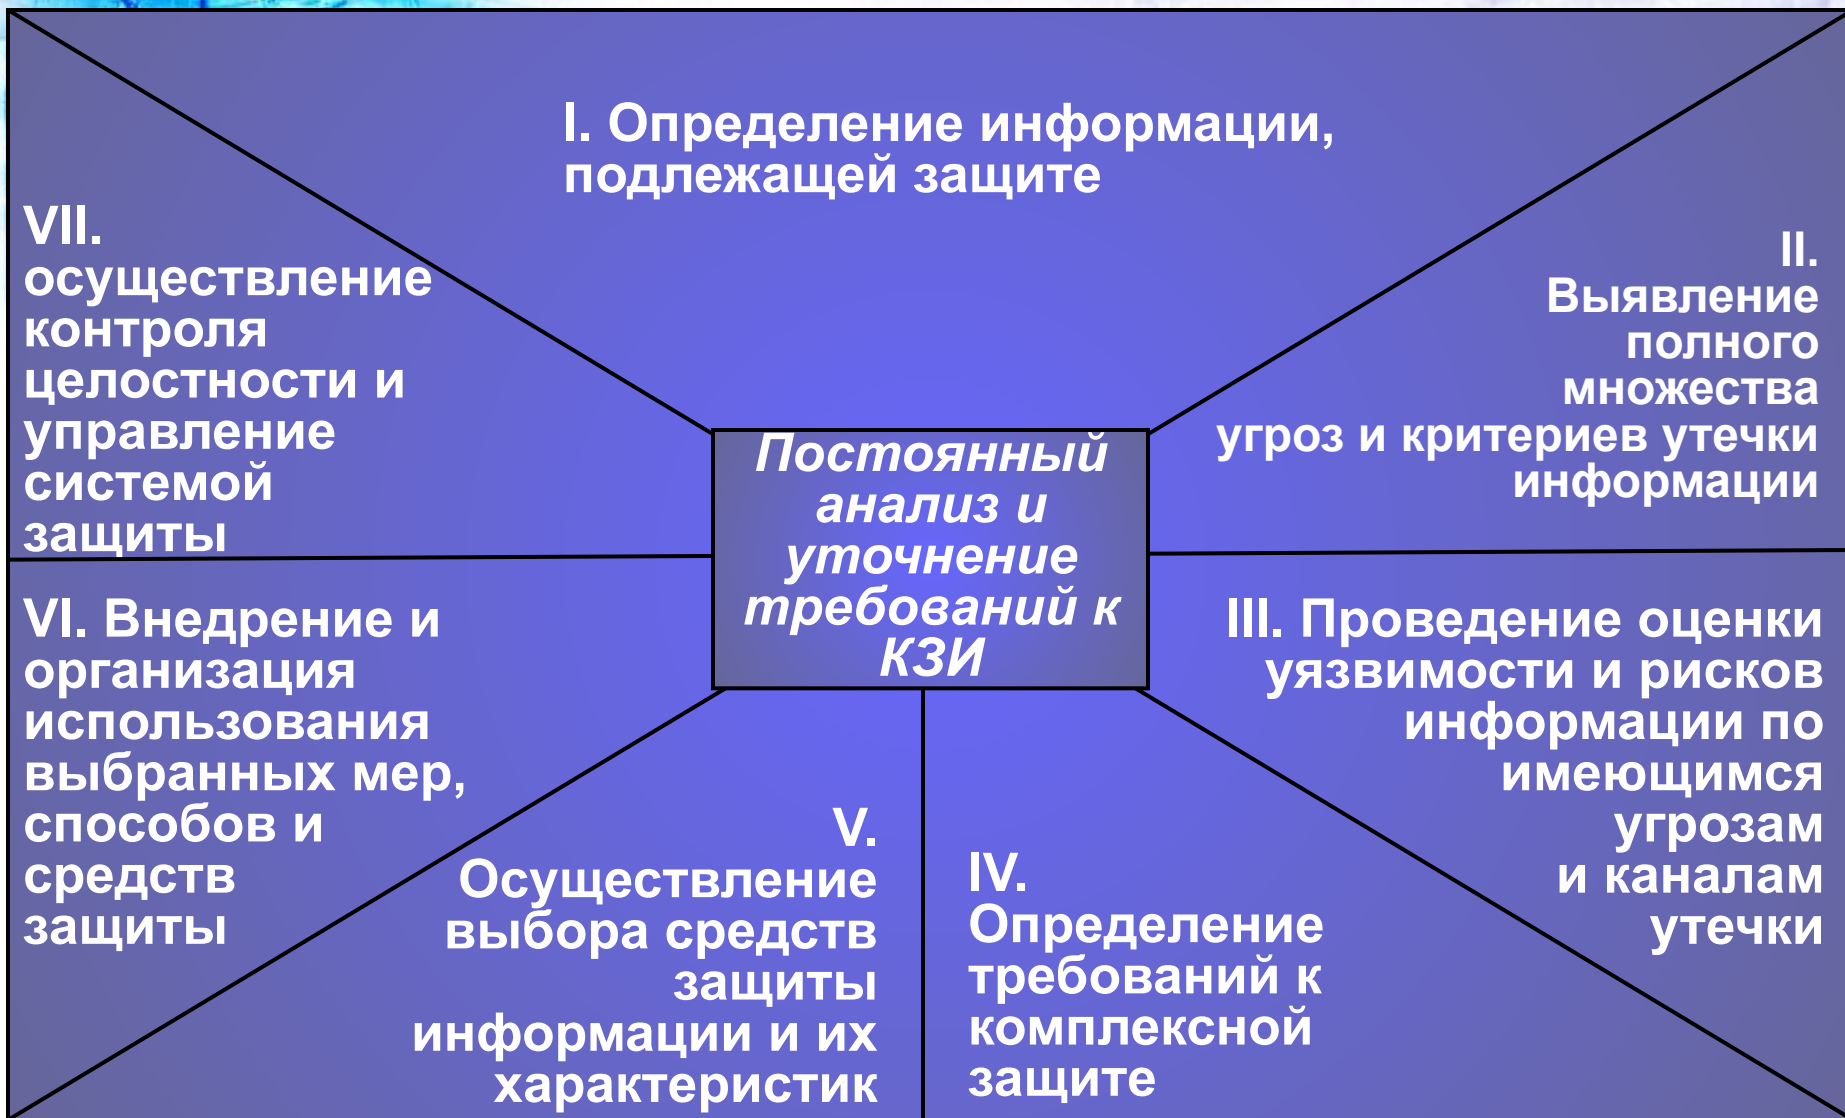 I. Определение информации,
подлежащей защите
II.
Выявление
полного
множества
угроз и критериев утечки
информации
III. Проведение оценки
уязвимости и рисков
информации по
имеющимся
угрозам
и каналам
утечки
IV.
Определение
требований к
комплексной
защите
V.
Осуществление
выбора средств
защиты
информации и их
характеристик
VI. Внедрение и
организация
использования
выбранных мер,
способов и
средств
защиты
VII.
осуществление
контроля
целостности и
управление
системой
защиты
Постоянный
анализ и
уточнение
требований к
КЗИ